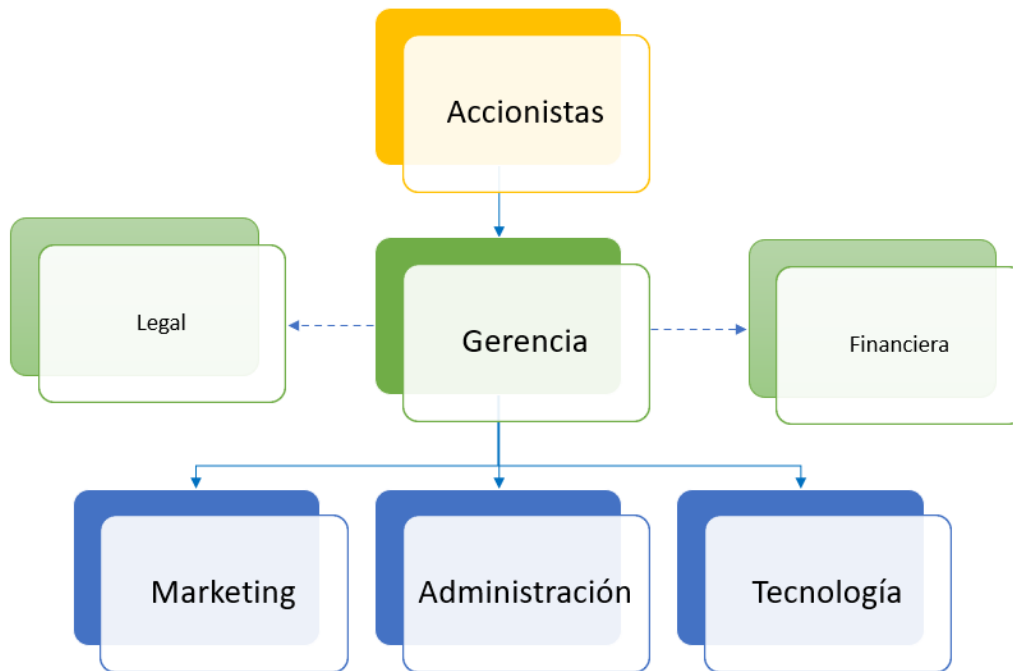 Accionistas
Legal
Gerencia
Financiera
Marketing
Administración
Tecnología